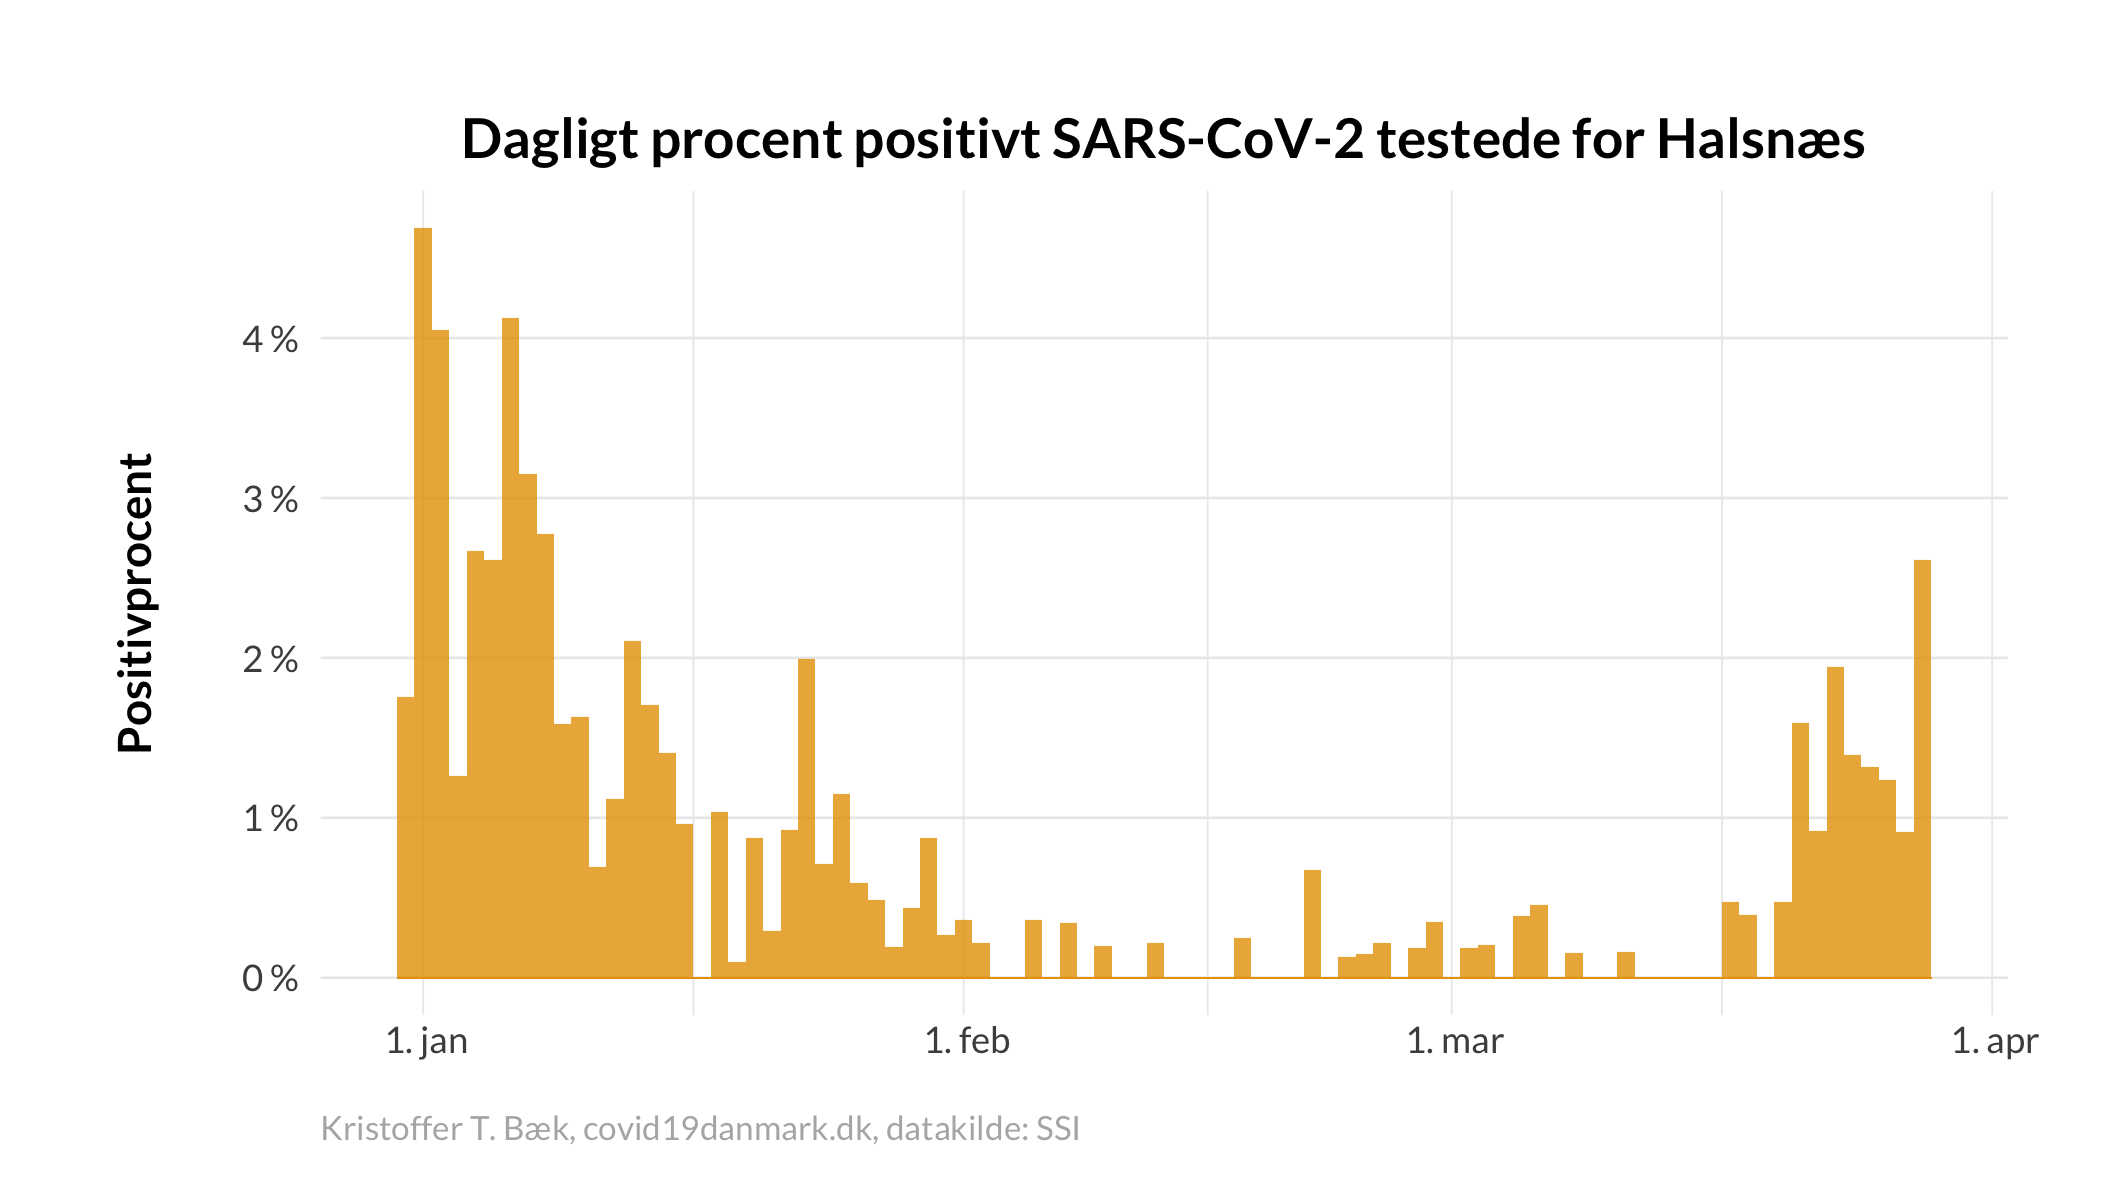 Dagligt procent positivt SARS-CoV-2 testede for Halsnæs
Positivprocent
4 %
3 %
2 %
1 %
0 %
1. jan
1. feb
1. mar
1. apr
Kristoffer T. Bæk, covid19danmark.dk, datakilde: SSI